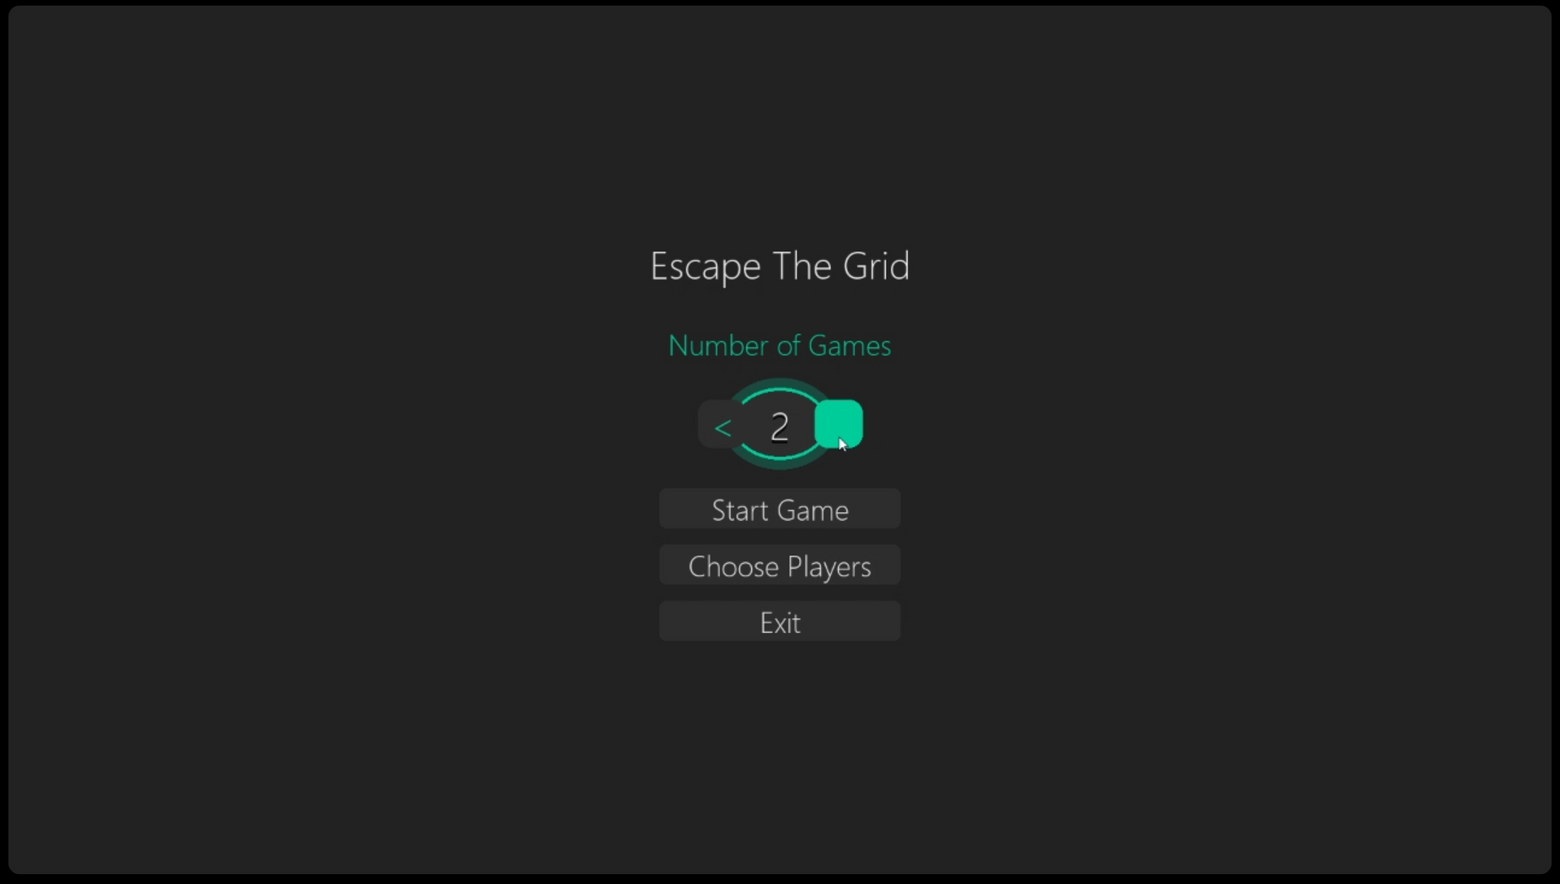 Escape The Grid
Number of Games
< 2
Start Game
Choose Players
Exit